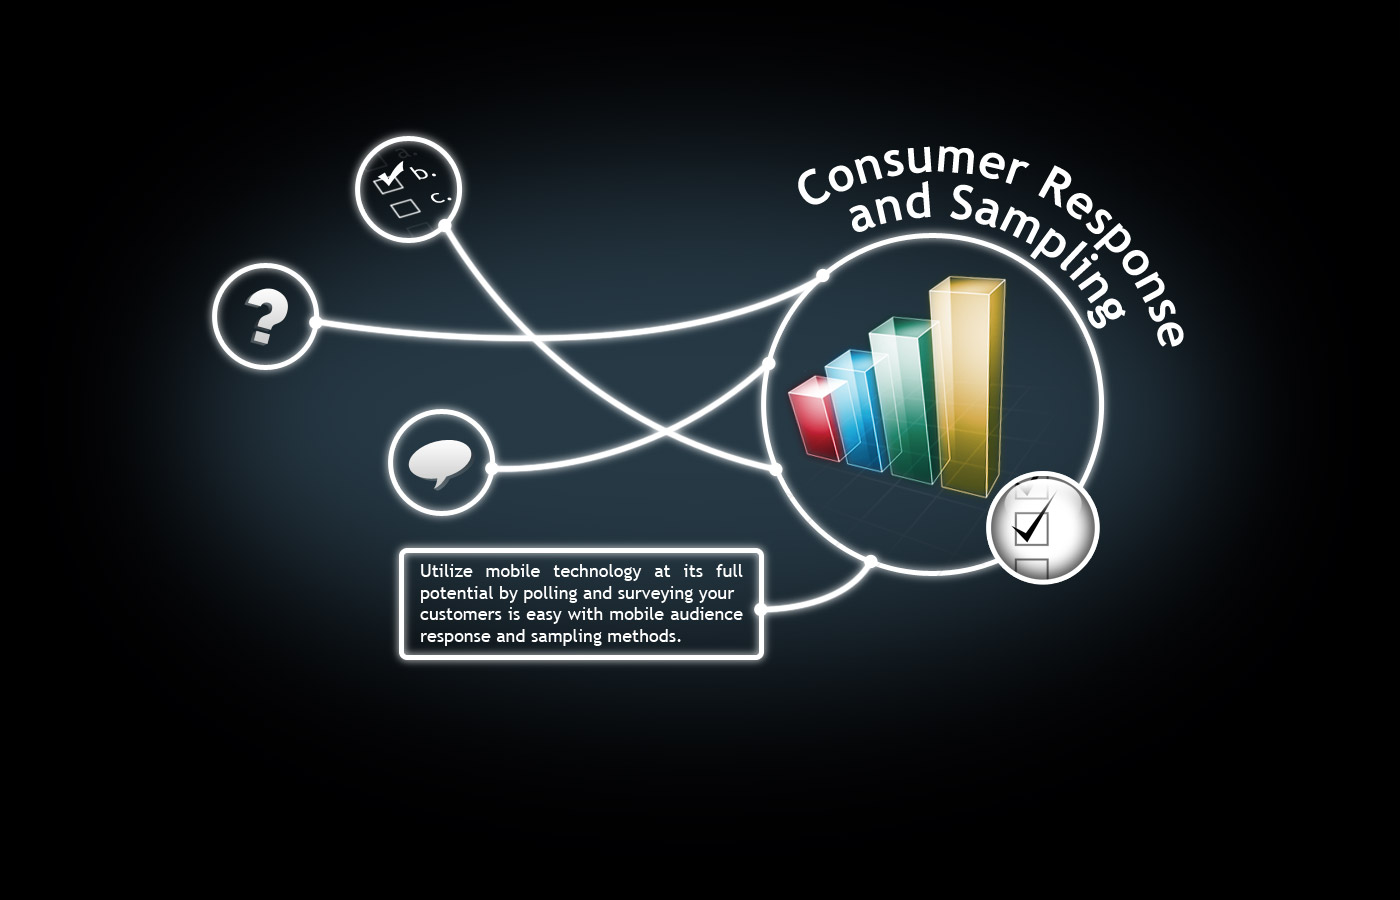 a.
b.
c.
Consumer Response
and Sampling
?
Utilize mobile technology at its full
potential by polling and surveying your
customers is easy with mobile audience
response and sampling methods.